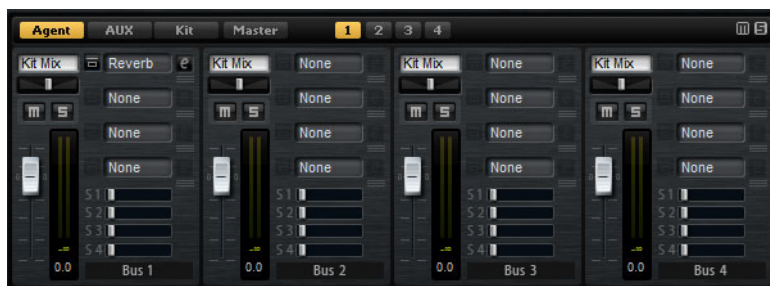 Agent AUX Kit Master 1 2 3 4 m S
Kit Mix Reverb e Kit Mix None Kit Mix None Kit Mix None
None None None None
m S None m S None m S None m S None
None None None None
S1 S1 S1 S1
S2 S2 S2 S2
S3 S3 S3 S3
-∞ S4 -∞ S4 -∞ S4 -∞ S4
0.0 Bus 1 0.0 Bus 2 0.0 Bus 3 0.0 Bus 4